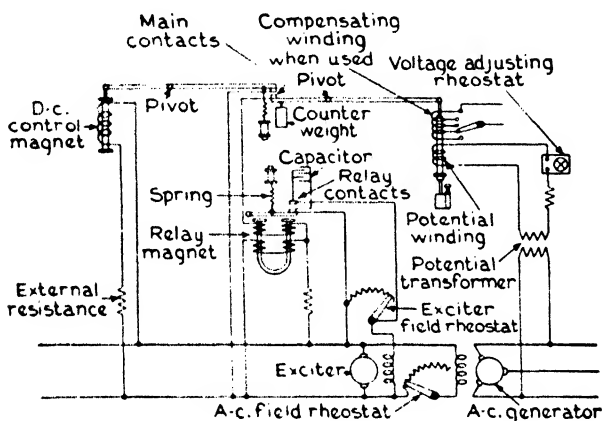 Main
contacts
Compensating
winding
when used
Pivot
Voltage adjusting
rheostat
D.c.
control
magnet
Pivot
Counter
weight
Capacitor
Relay
contacts
Spring
Relay
magnet
Potential
winding
Potential
transformer
External
resistance
Exciter
field rheostat
Exciter
A-c. field rheostat
A-c. generator